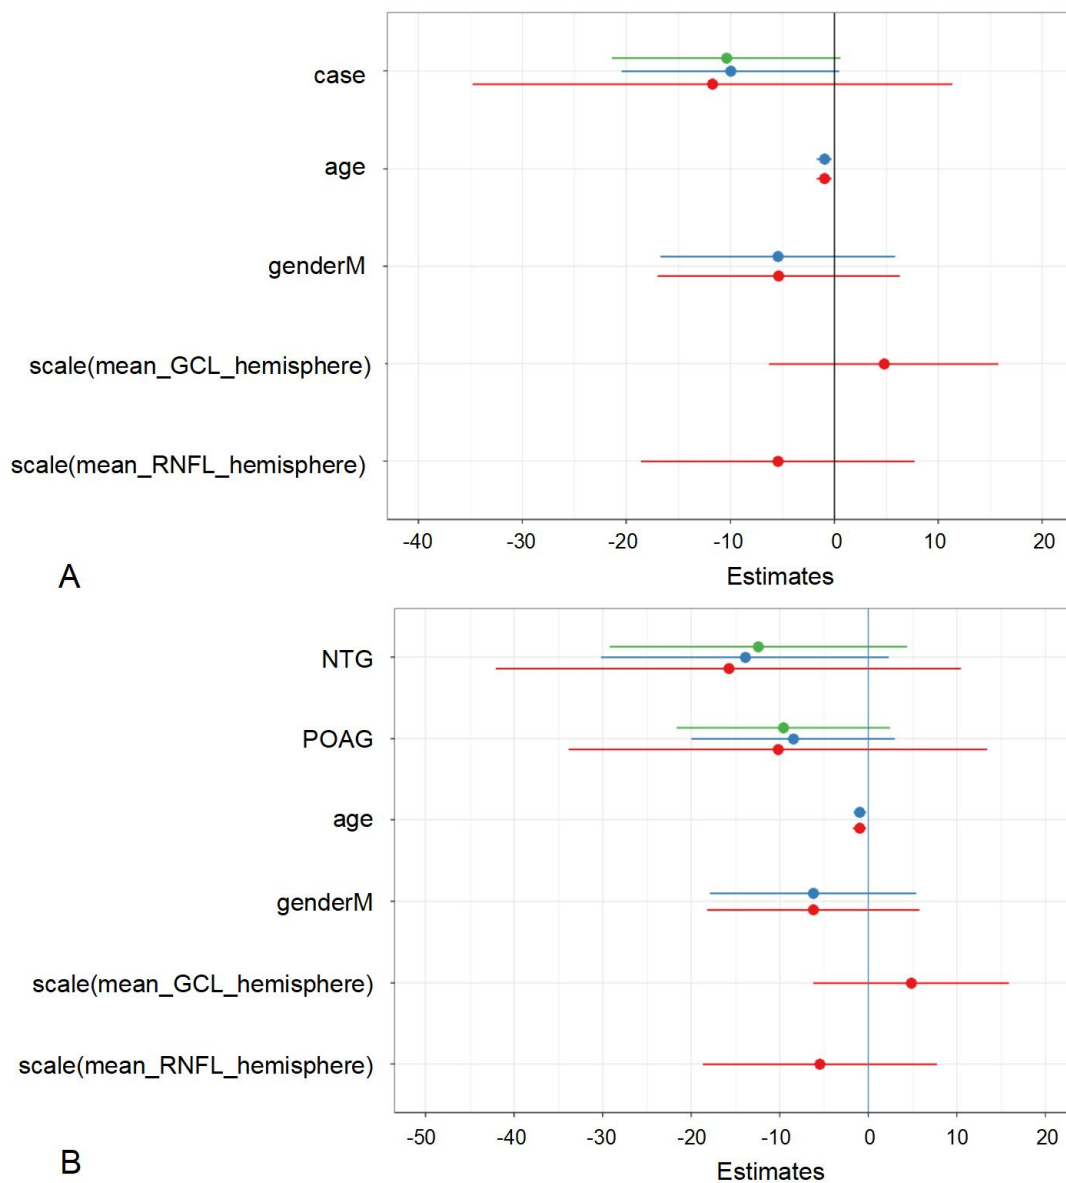 case
age
genderM
scale(mean_GCL_hemisphere)
scale(mean_RNFL_hemisphere)
-40 -30 -20 -10 0 10 20
Estimates
A
NTG
POAG
age
genderM
scale(mean_GCL_hemisphere)
scale(mean_RNFL_hemisphere)
-50 -40 -30 -20 -10 0 10 20
Estimates
B